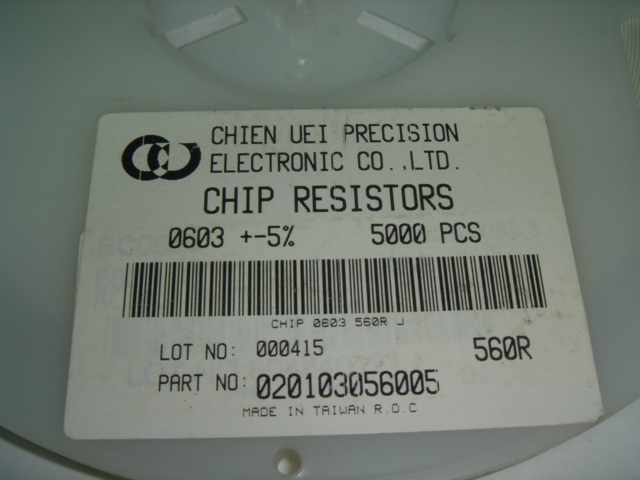 CHIEN UEI PRECISION
ELECTRONIC CO.,LTD.
CHIP RESISTORS
0603 +-5% 5000 PCS
CHIP 0603 560R J
LOT NO: 000415 560R
PART NO: 020103056005
MADE IN TAIWAN R.O.C